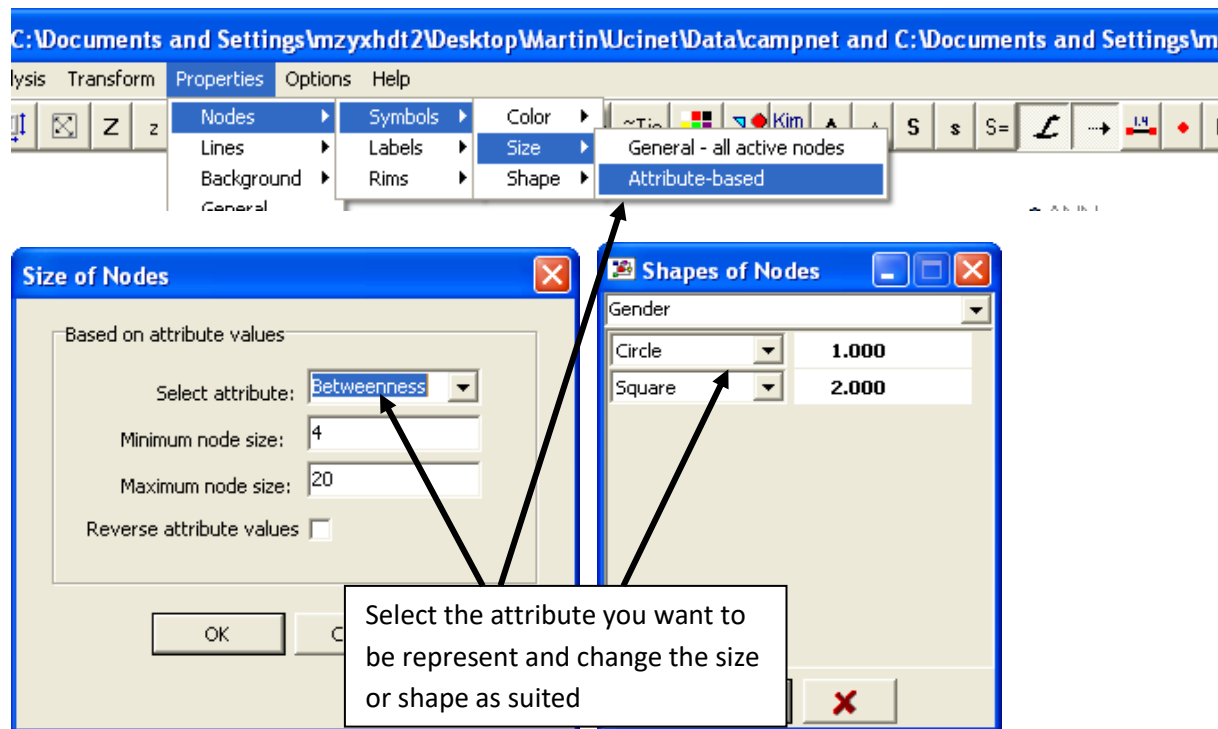 C:\Documents and Settings\mzyxhdt2\Desktop\Martin\Ucinet\Data\campnet and C:\Documents and Settings\m
lysis Transform Properties Options Help
Z z Nodes Symbols Color ~Tie Kim A A S s S= L 1.4
Lines Labels Size General - all active nodes
Background Rims Shape Attribute-based
General
Size of Nodes
Based on attribute values
Select attribute: Betweenness
Minimum node size: 4
Maximum node size: 20
Reverse attribute values
OK C
Shapes of Nodes
Gender
Circle 1.000
Square 2.000
Select the attribute you want to
be represent and change the size
or shape as suited